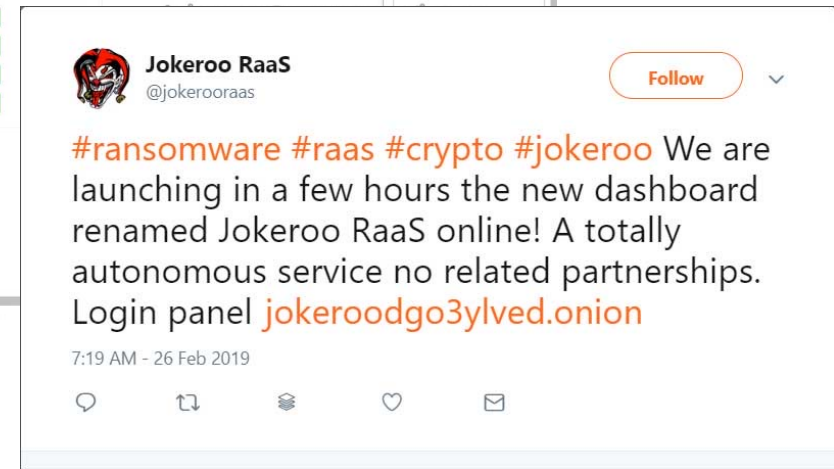 Jokeroo RaaS
@jokerooraas
Follow
#ransomware #raas #crypto #jokeroo We are
launching in a few hours the new dashboard
renamed Jokeroo RaaS online! A totally
autonomous service no related partnerships.
Login panel jokeroodgo3ylved.onion
7:19 AM - 26 Feb 2019